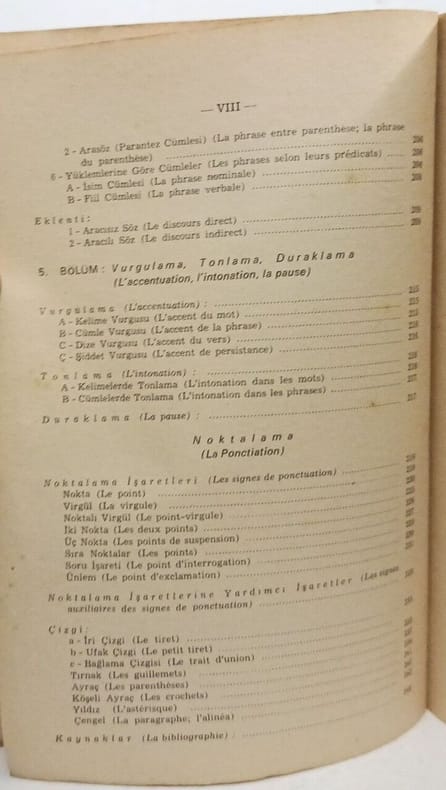 — VIII —
2 - Arasöz (Parantez Cümlesi) (La phrase entre parenthèse; la phrase
du parenthèse)
6 - Yüklemlerine Göre Cümleler (Les phrases selon leurs prédicats)
A - İsim Cümlesi (La phrase nominale)
B - Fiil Cümlesi (La phrase verbale)
Eklenti:
1 - Aracısız Söz (Le discours direct)
2 - Aracılı Söz (Le discours indirect)
5. BÖLÜM : Vurgulama, Tonlama, Duraklama
(L'accentuation, l'intonation, la pause)
Vurgulama (L'accentuation) : 215
A - Kelime Vurgusu (L'accent du mot) 215
B - Cümle Vurgusu (L'accent de la phrase)
C - Dize Vurgusu (L'accent du vers)
Ç - Şiddet Vurgusu (L'accent de persistance)
Tonlama (L'intonation) :
A - Kelimelerde Tonlama (L'intonation dans les mots)
B - Cümlelerde Tonlama (L'intonation dans les phrases) 217
Duraklama (La pause) : 217
Noktalama
(La Ponctiation)
Noktalama İşaretleri (Les signes de ponctuation)
Nokta (Le point)
Virgül (La virgule)
Noktalı Virgül (Le point-virgule)
İki Nokta (Les deux points)
Üç Nokta (Les points de suspension)
Sıra Noktalar (Les points)
Soru İşareti (Le point d'interrogation)
Ünlem (Le point d'exclamation)
Noktalama İşaretlerine Yardımcı İşaretler (Les signes
auxiliaires des signes de ponctuation)
Çizgi:
a - İri Çizgi (Le tiret)
b - Ufak Çizgi (Le petit tiret)
c - Bağlama Çizgisi (Le trait d'union)
Tırnak (Les guillemets)
Ayraç (Les parenthèses)
Köşeli Ayraç (Les crochets)
Yıldız (L'astérisque)
Çengel (La paragraphe; l'alinéa)
Kaynaklar (La bibliographie) :